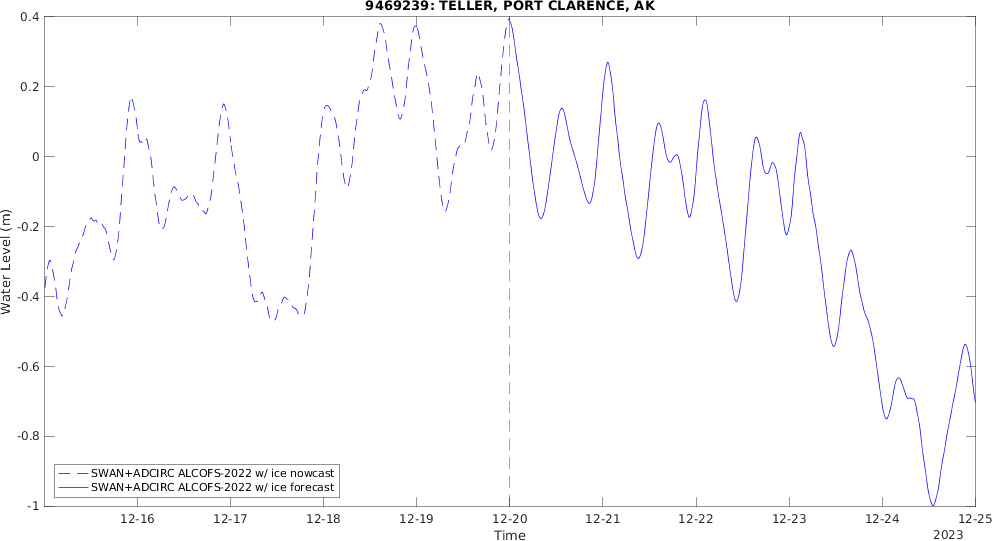 9469239: TELLER, PORT CLARENCE, AK
Water Level (m)
0.4
0.2
0
-0.2
-0.4
-0.6
-0.8
-1
SWAN+ADCIRC ALCOFS-2022 w/ ice nowcast
SWAN+ADCIRC ALCOFS-2022 w/ ice forecast
12-16 12-17 12-18 12-19 12-20 12-21 12-22 12-23 12-24 12-25
Time
2023